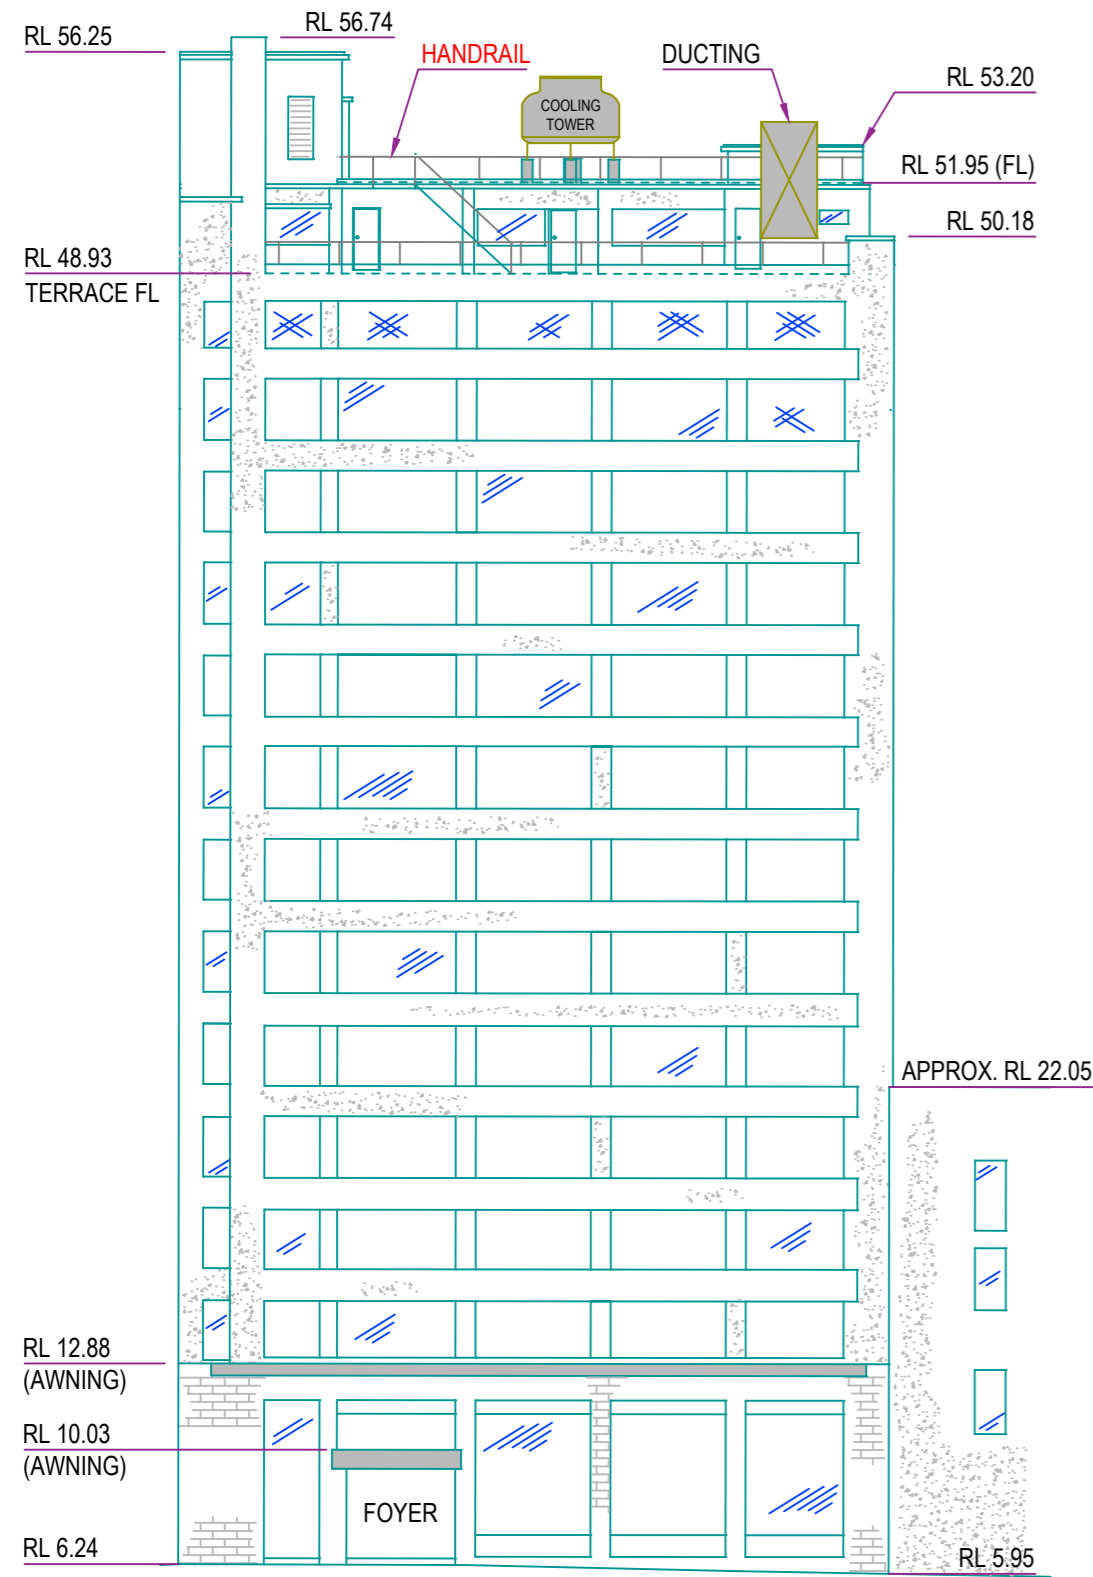 RL 56.74
RL 56.25
HANDRAIL
DUCTING
RL 53.20
COOLING
TOWER
RL 51.95 (FL)
RL 50.18
RL 48.93
TERRACE FL
APPROX. RL 22.05
RL 12.88
(AWNING)
RL 10.03
(AWNING)
FOYER
RL 6.24
RL 5.95